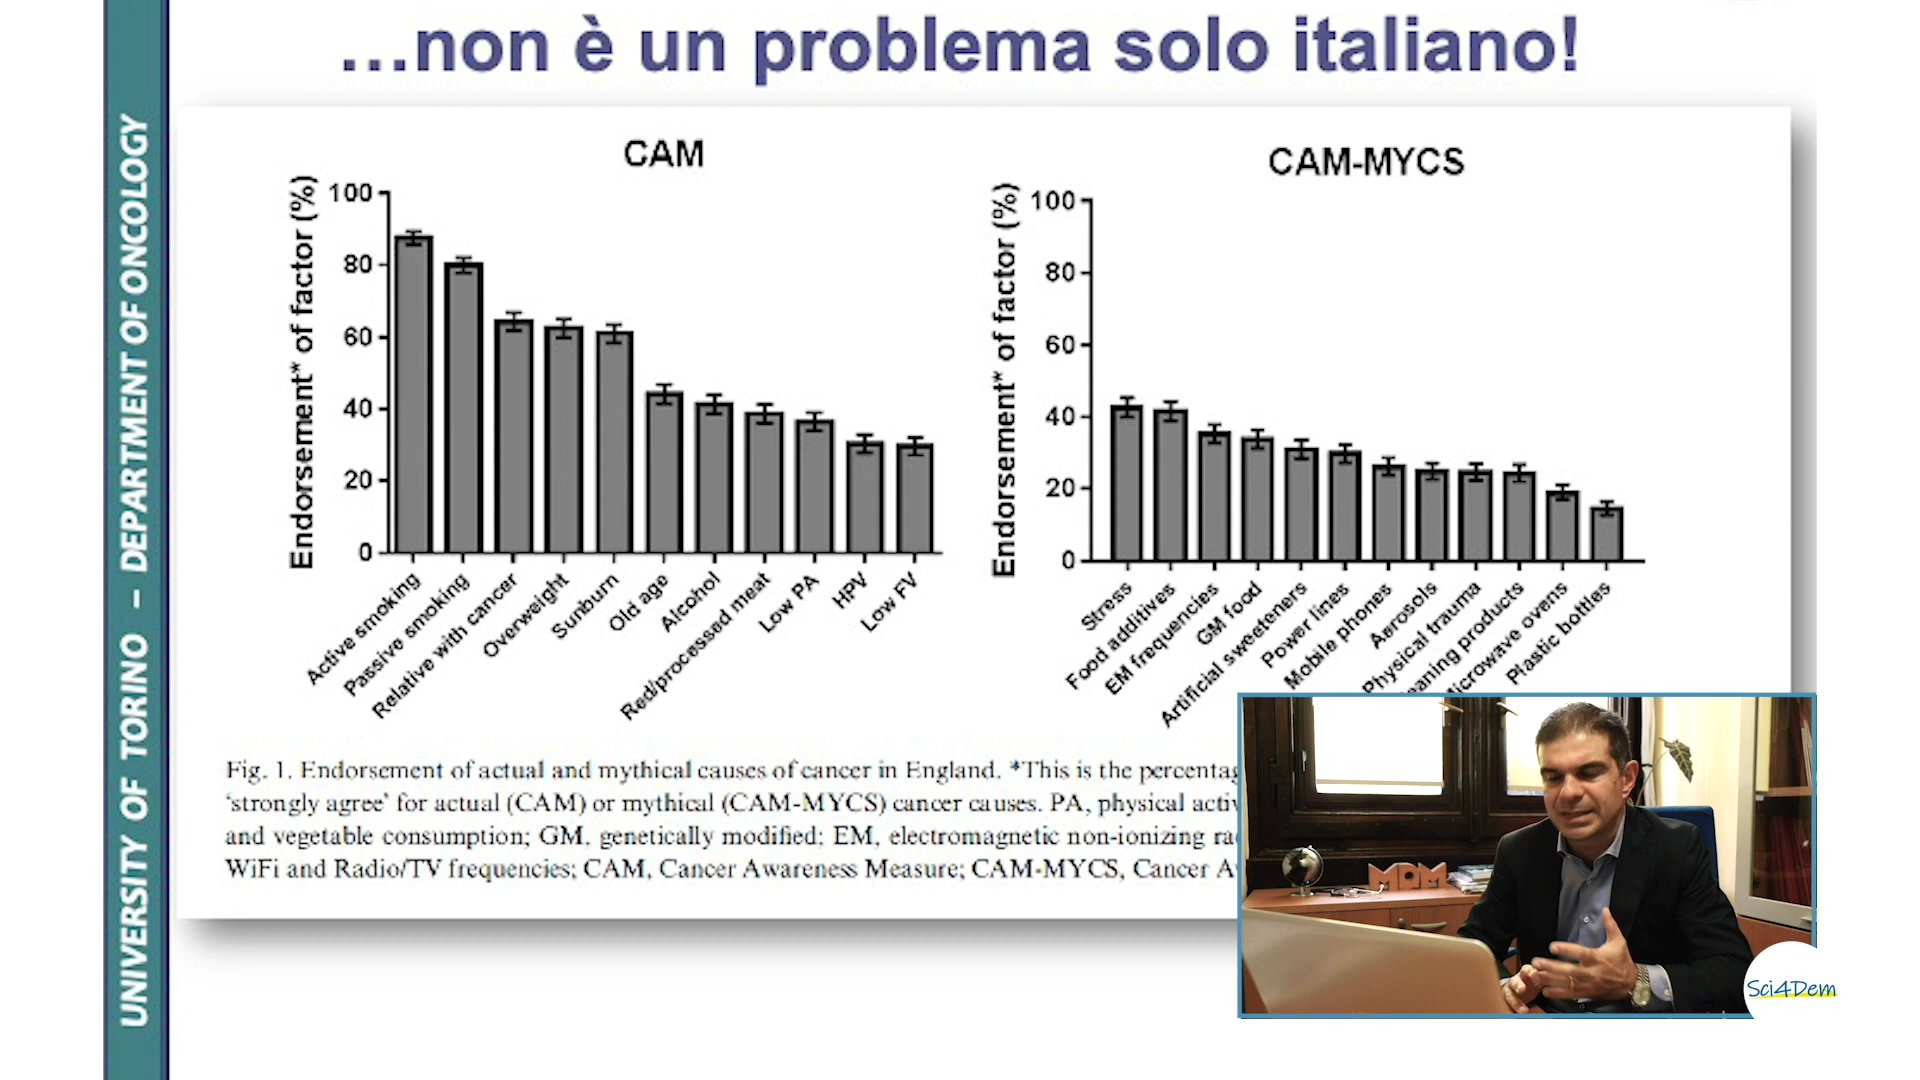 …non è un problema solo italiano!
UNIVERSITY OF TORINO – DEPARTMENT OF ONCOLOGY
CAM
Endorsement* of factor (%)
100
80
60
40
20
0
Active smoking
Passive smoking
Relative with cancer
Overweight
Sunburn
Old age
Alcohol
Red/processed meat
Low PA
HPV
Low FV
CAM-MYCS
Endorsement* of factor (%)
100
80
60
40
20
0
Stress
Food additives
EM frequencies
GM food
Artificial sweeteners
Power lines
Mobile phones
Aerosols
Physical trauma
products
ovens
Plastic bottles
Fig. 1. Endorsement of actual and mythical causes of cancer in England. *This is the
'strongly agree' for actual (CAM) or mythical (CAM-MYCS) cancer causes. PA, physical
and vegetable consumption; GM, genetically modified; EM, electromagnetic non-ionizing
WiFi and Radio/TV frequencies; CAM, Cancer Awareness Measure; CAM-MYCS, Cancer
Sci4Dem